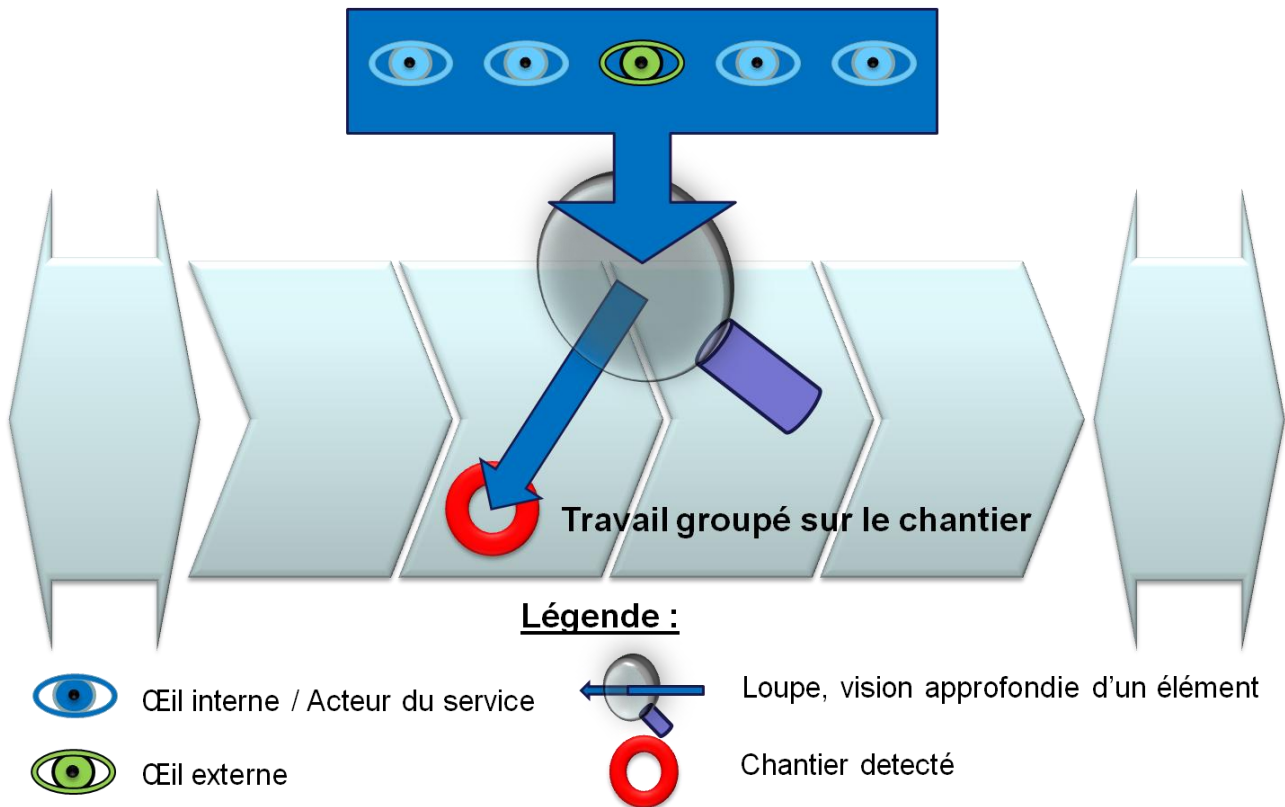 Travail groupé sur le chantier
Légende :
Œil interne / Acteur du service
Loupe, vision approfondie d'un élément
Œil externe
Chantier detecté